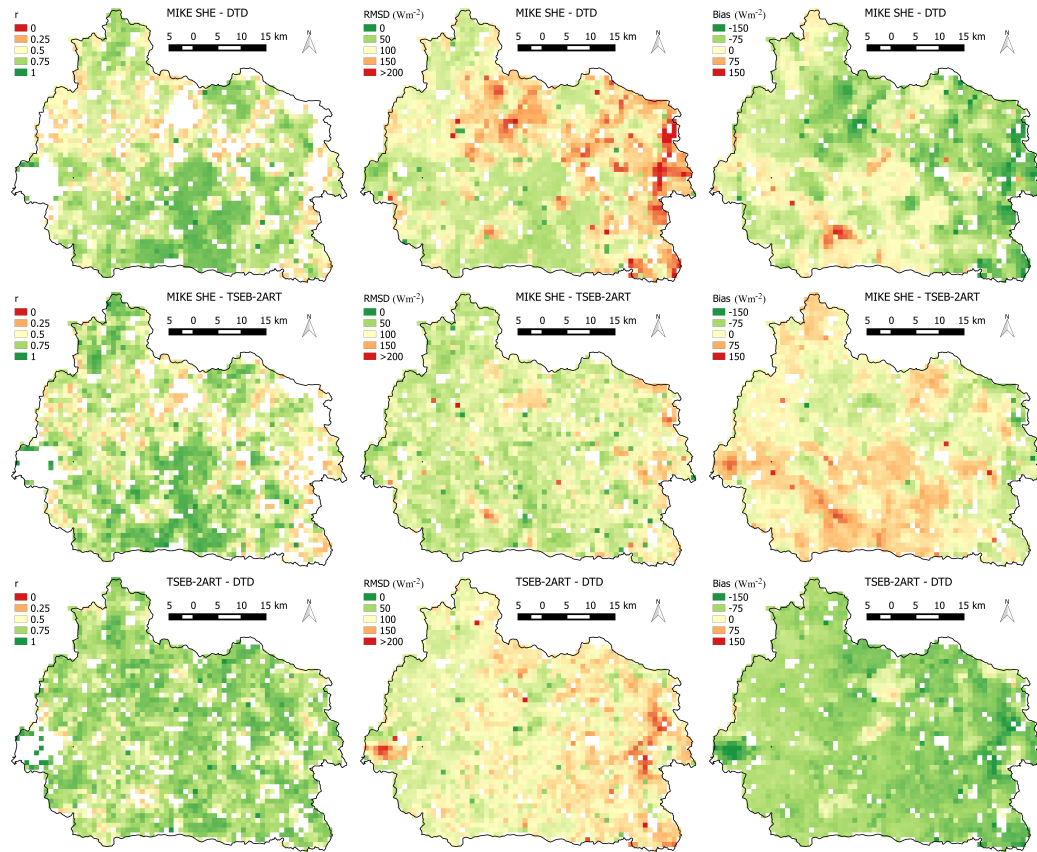 r
0
0.25
0.5
0.75
1
MIKE SHE - DTD
5 0 5 10 15 km
N
RMSD (Wm-2)
0
50
100
150
>200
MIKE SHE - DTD
5 0 5 10 15 km
N
Bias (Wm-2)
-150
-75
0
75
150
MIKE SHE - DTD
5 0 5 10 15 km
N
r
0
0.25
0.5
0.75
1
MIKE SHE - TSEB-2ART
5 0 5 10 15 km
N
RMSD (Wm-2)
0
50
100
150
>200
MIKE SHE - TSEB-2ART
5 0 5 10 15 km
N
Bias (Wm-2)
-150
-75
0
75
150
MIKE SHE - TSEB-2ART
5 0 5 10 15 km
N
r
0
0.25
0.5
0.75
1
TSEB-2ART - DTD
5 0 5 10 15 km
N
RMSD (Wm-2)
0
50
100
150
>200
TSEB-2ART - DTD
5 0 5 10 15 km
N
Bias (Wm-2)
-150
-75
0
75
150
TSEB-2ART - DTD
5 0 5 10 15 km
N